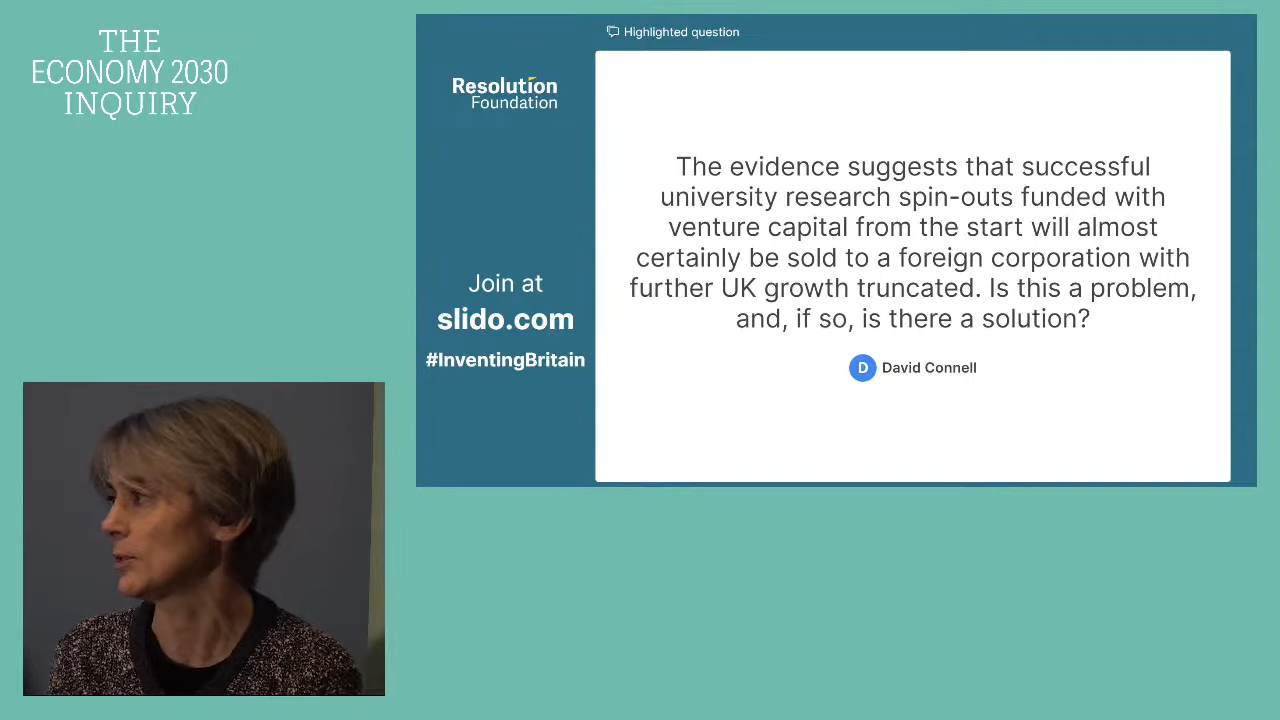 THE
ECONOMY 2030
INQUIRY
Resolution
Foundation
Join at
slido.com
#InventingBritain
Highlighted question
The evidence suggests that successful
university research spin-outs funded with
venture capital from the start will almost
certainly be sold to a foreign corporation with
further UK growth truncated. Is this a problem,
and, if so, is there a solution?
D David Connell